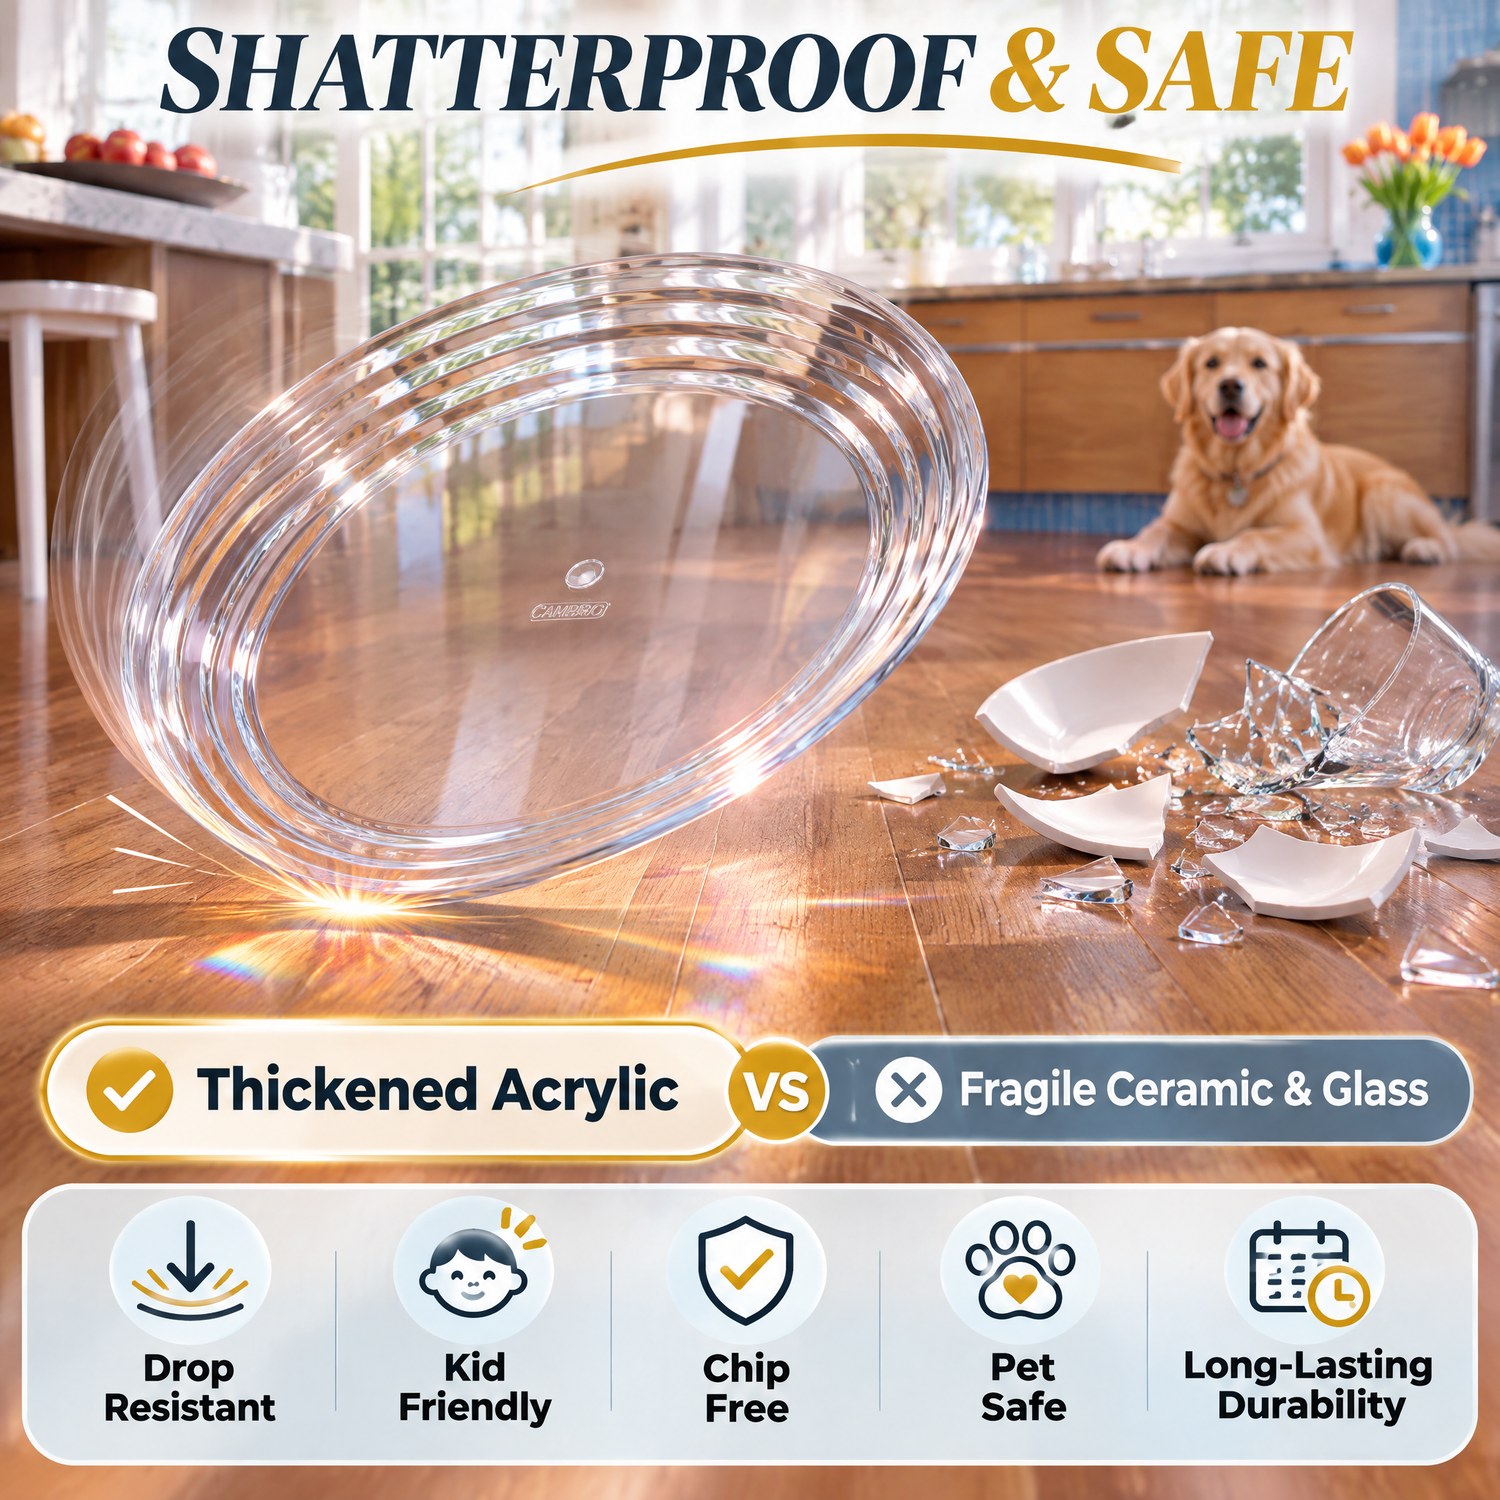 SHATTERPROOF & SAFE
CAMBRO
Thickened Acrylic
VS
Fragile Ceramic & Glass
Drop
Resistant
Kid
Friendly
Chip
Free
Pet
Safe
Long-Lasting
Durability